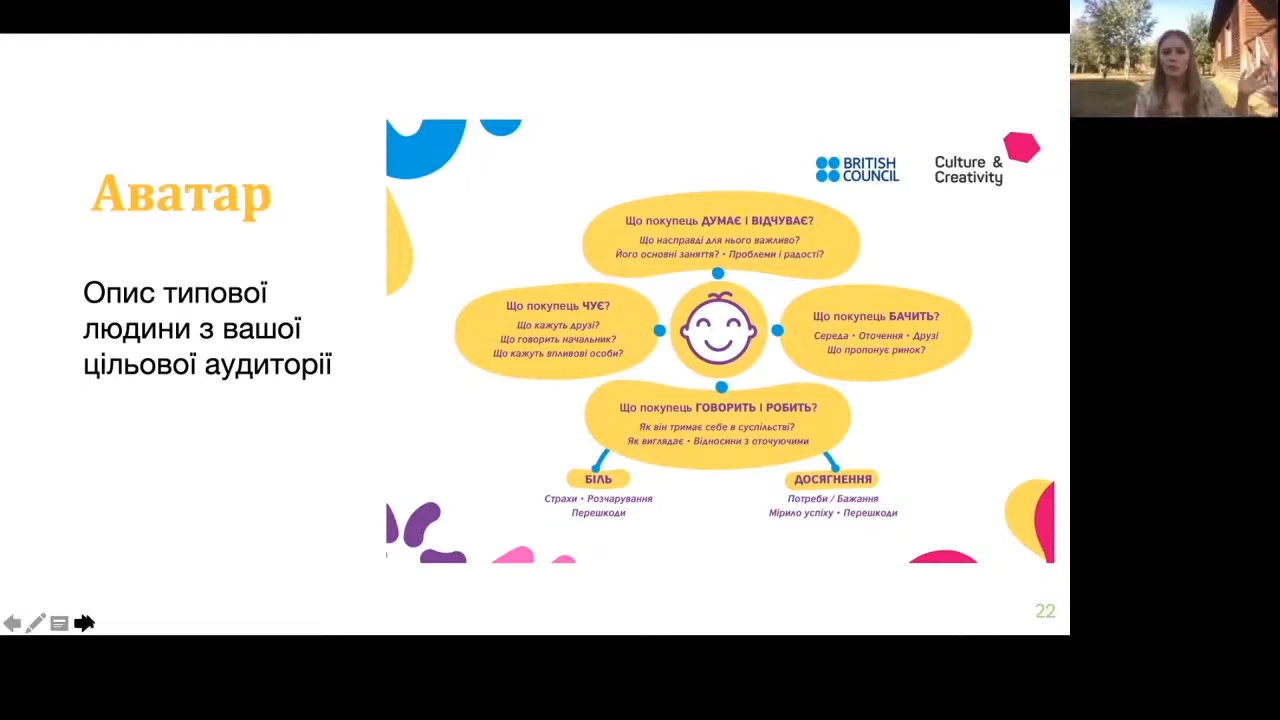 Аватар
Опис типової
людини з вашої
цільової аудиторії
BRITISH
COUNCIL
Culture &
Creativity
Що покупець ДУМАЄ І ВІДЧУВАЄ?
Що насправді для нього важливо?
Його основні заняття? • Проблеми і радості?
Що покупець ЧУЄ?
Що кажуть друзі?
Що говорить начальник?
Що кажуть впливові особи?
Що покупець БАЧИТЬ?
Середа • Оточення • Друзі
Що пропонує ринок?
Що покупець ГОВОРИТЬ І РОБИТЬ?
Як він тримає себе в суспільстві?
Як виглядає • Відносини з оточуючими
БІЛЬ
Страхи • Розчарування
Перешкоди
ДОСЯГНЕННЯ
Потреби / Бажання
Мірило успіху • Перешкоди
22